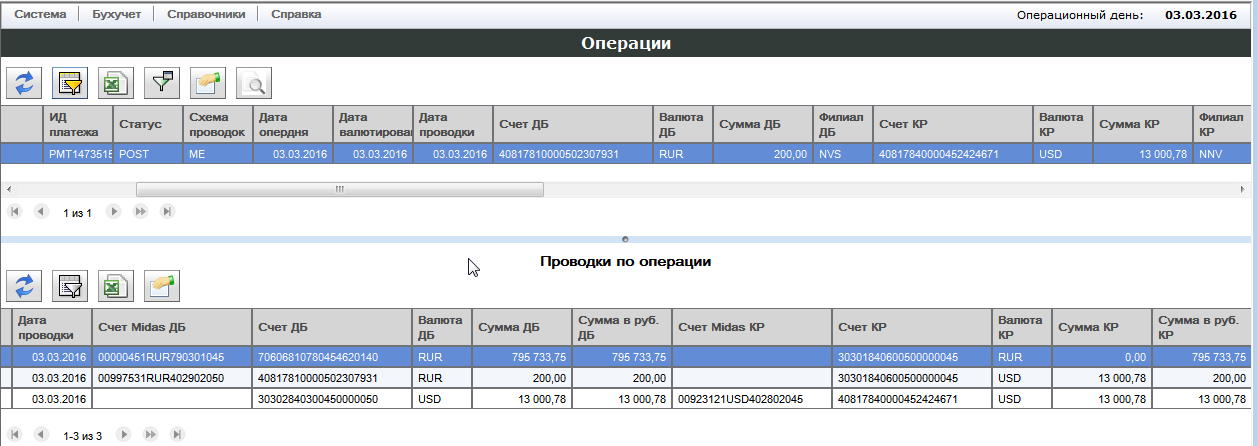 Система Бухучет Справочники Справка Операционный день: 03.03.2016
Операции
ИД платежа Статус Схема проводок Дата опердня Дата валютирован Дата проводки Счет ДБ Валюта ДБ Сумма ДБ Филиал ДБ Счет КР Валюта КР Сумма КР Филиал КР
PMT1473515 POST ME 03.03.2016 03.03.2016 03.03.2016 40817810000502307931 RUR 200,00 NVS 40817840000452424671 USD 13 000,78 NNV
1 из 1
Проводки по операции
Дата проводки Счет Midas ДБ Счет ДБ Валюта ДБ Сумма ДБ Сумма в руб. ДБ Счет Midas КР Счет КР Валюта КР Сумма КР Сумма в руб. КР
03.03.2016 00000451RUR790301045 70606810780454620140 RUR 795 733,75 795 733,75 30301840600500000045 RUR 0,00 795 733,75
03.03.2016 00997531RUR402902050 40817810000502307931 RUR 200,00 200,00 30301840600500000045 USD 13 000,78 200,00
03.03.2016 30302840300450000050 USD 13 000,78 13 000,78 00923121USD402802045 40817840000452424671 USD 13 000,78 13 000,78
1-3 из 3